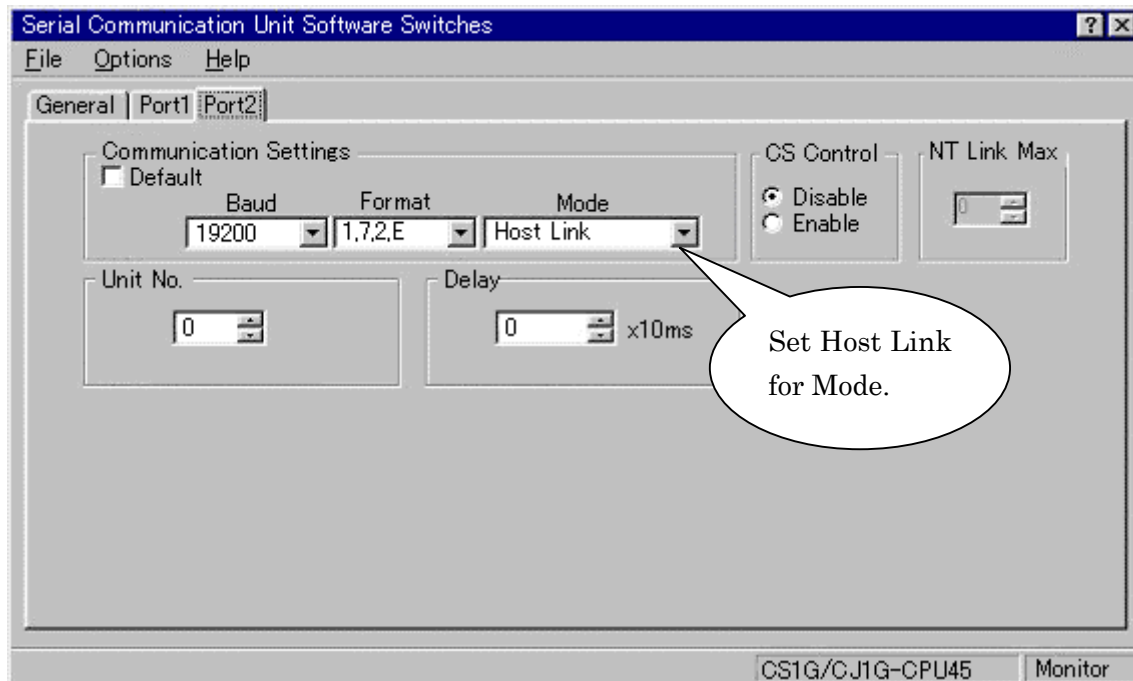 Serial Communication Unit Software Switches
File Options Help
General Port1 Port2
Communication Settings
Default
Baud Format Mode
19200 1,7,2,E Host Link
CS Control
Disable
Enable
NT Link Max
0
Unit No.
0
Delay
0 x10ms
Set Host Link
for Mode.
CS1G/CJ1G-CPU45 Monitor